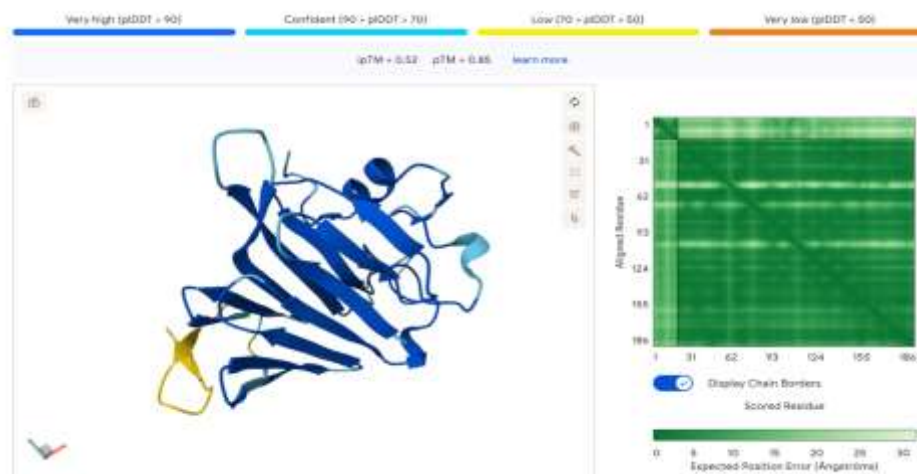 Very high (plDDT > 90)
Confident (90 > plDDT > 70)
Low (70 > plDDT > 50)
Very low (plDDT < 50)
ipTM = 0.52 pTM = 0.86 learn more
1
31
62
93
124
155
186
Aligned Residue
1 31 62 93 124 155 186
Display Chain Borders
Scored Residue
0 5 10 15 20 25 30
Expected Position Error (Ångströms)